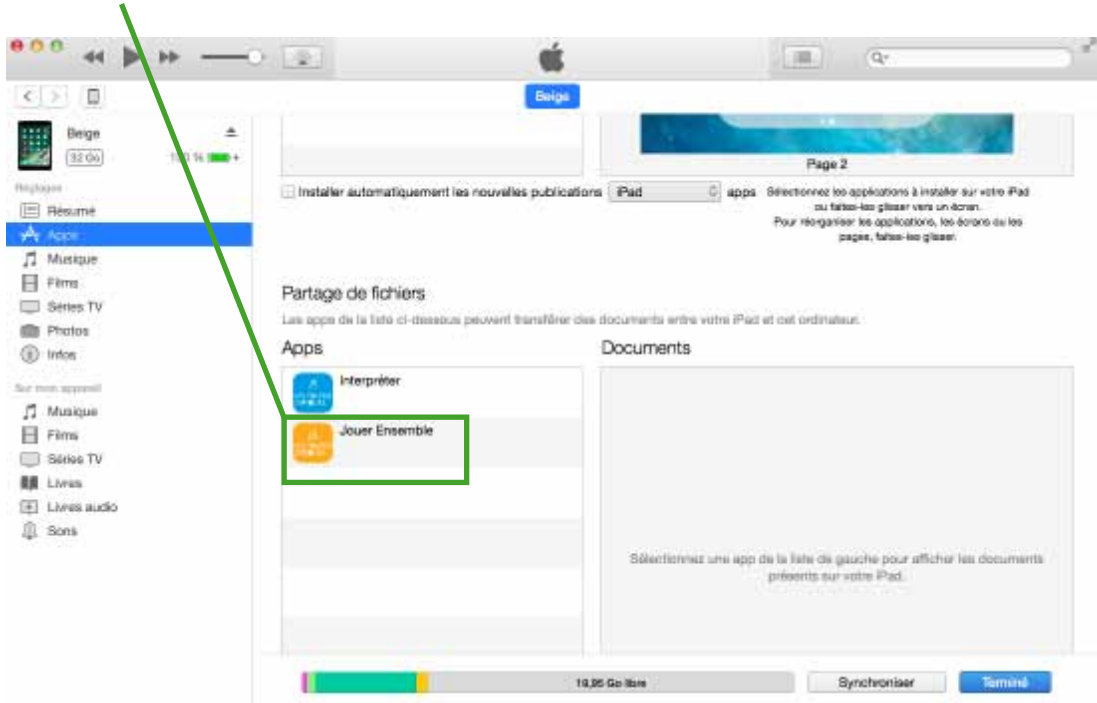 Beige
Beige
32 Go
100 %
Page 2
Installer automatiquement les nouvelles publications
iPad
apps
Sélectionnez les applications à installer sur votre iPad
ou faites-les glisser vers un écran.
Pour réorganiser les applications, les écrans ou les
pages, faites-les glisser.
Réglages
Résumé
Apps
Musique
Films
Séries TV
Photos
Infos
Sur mon appareil
Musique
Films
Séries TV
Livres
Livres audio
Sons
Partage de fichiers
Les apps de la liste ci-dessous peuvent transférer des documents entre votre iPad et cet ordinateur.
Apps
Documents
Interpréter
Jouer Ensemble
Sélectionnez une app de la liste de gauche pour afficher les documents
présents sur votre iPad.
19,95 Go libre
Synchroniser
Terminé